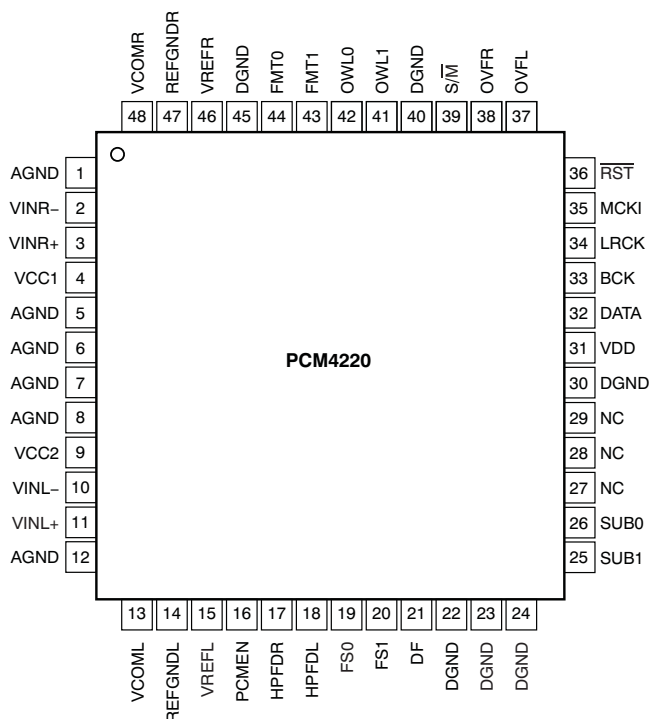 VCOMR REFGNDR VREFR DGND FMT0 FMT1 OWL0 OWL1 DGND S/M̅ OVFR OVFL
48 47 46 45 44 43 42 41 40 39 38 37
AGND 1
VINR− 2
VINR+ 3
VCC1 4
AGND 5
AGND 6
AGND 7
AGND 8
VCC2 9
VINL− 10
VINL+ 11
AGND 12
PCM4220
36 R̅S̅T̅
35 MCKI
34 LRCK
33 BCK
32 DATA
31 VDD
30 DGND
29 NC
28 NC
27 NC
26 SUB0
25 SUB1
13 14 15 16 17 18 19 20 21 22 23 24
VCOML REFGNDL VREFL PCMEN HPFDR HPFDL FS0 FS1 DF DGND DGND DGND